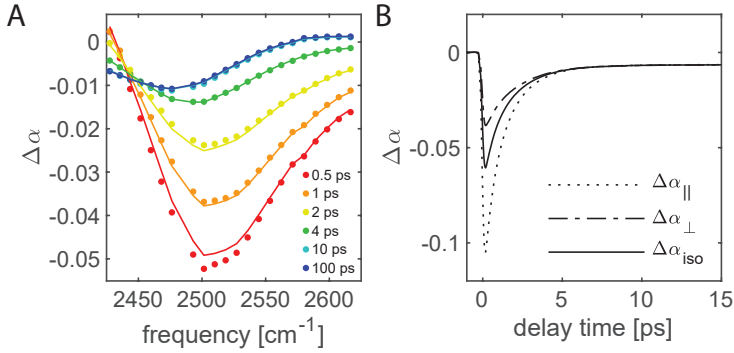 A
0
-0.01
-0.02
-0.03
-0.04
-0.05
Δα
2450 2500 2550 2600
frequency [cm⁻¹]
0.5 ps
1 ps
2 ps
4 ps
10 ps
100 ps
B
0
-0.05
-0.1
Δα
0 5 10 15
delay time [ps]
Δα||
Δα⊥
Δαiso